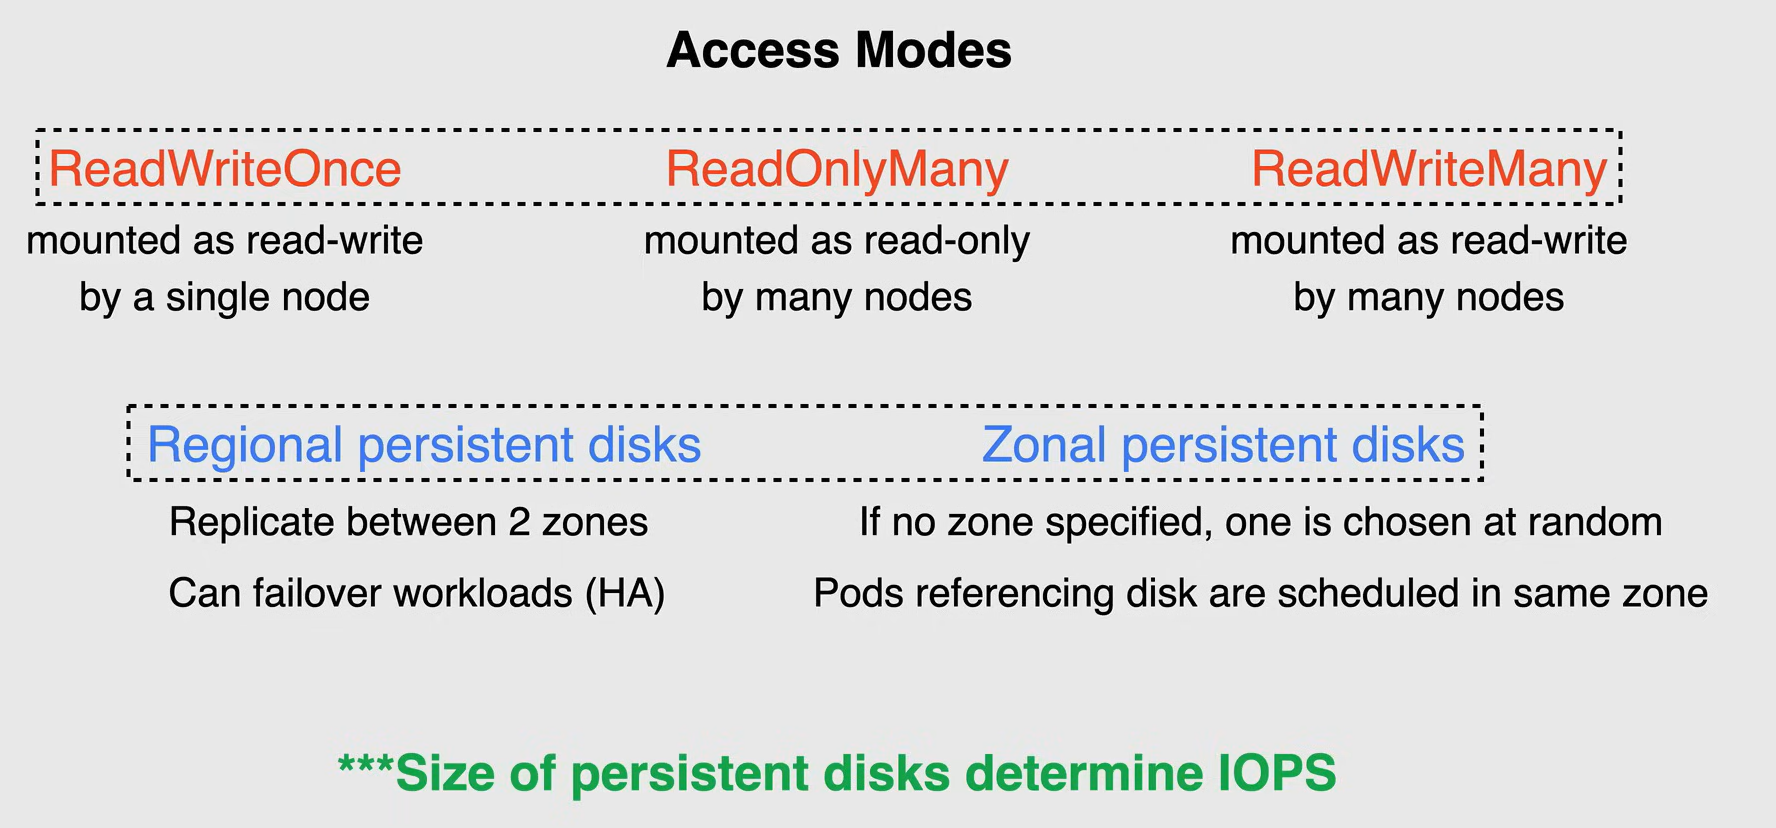 Access Modes
ReadWriteOnce
mounted as read-write
by a single node
ReadOnlyMany
mounted as read-only
by many nodes
ReadWriteMany
mounted as read-write
by many nodes
Regional persistent disks
Replicate between 2 zones
Can failover workloads (HA)
Zonal persistent disks
If no zone specified, one is chosen at random
Pods referencing disk are scheduled in same zone
***Size of persistent disks determine IOPS